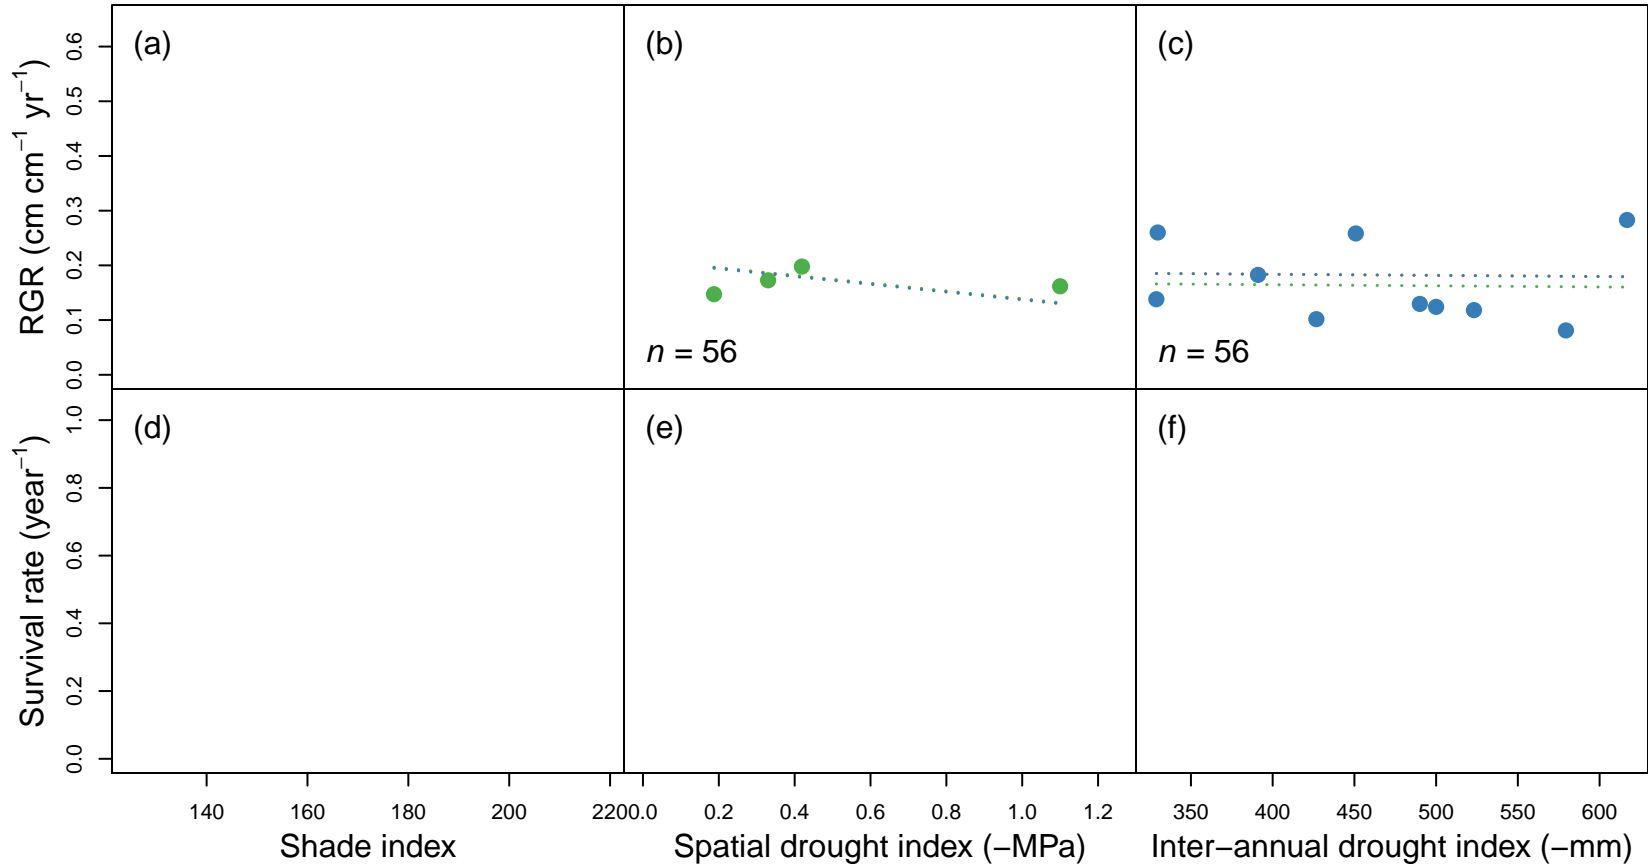 (a) (b) (c)
RGR (cm cm⁻¹ yr⁻¹)
0.6
0.5
0.4
0.3
0.2
0.1
0.0
n = 56 n = 56
(d) (e) (f)
Survival rate (year⁻¹)
1.0
0.8
0.6
0.4
0.2
0.0
140 160 180 200 220 0.0 0.2 0.4 0.6 0.8 1.0 1.2 350 400 450 500 550 600
Shade index Spatial drought index (−MPa) Inter−annual drought index (−mm)